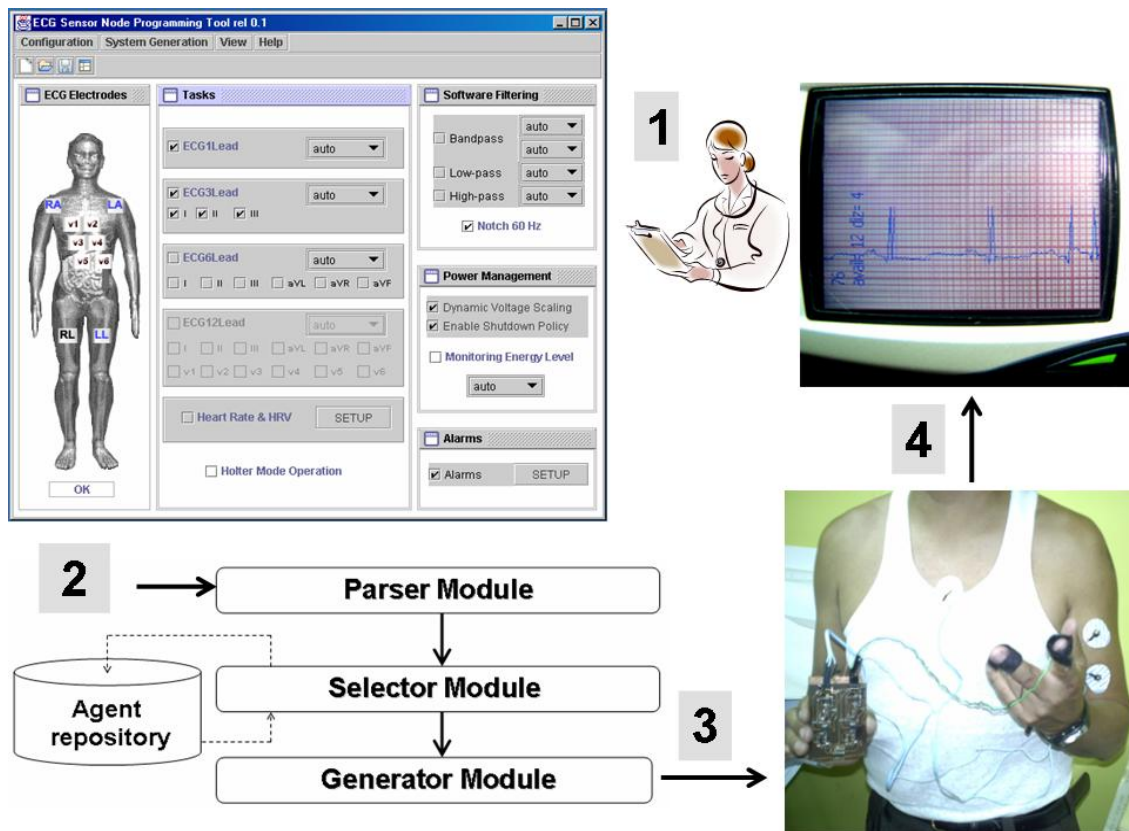 ECG Sensor Node Programming Tool rel 0.1
Configuration System Generation View Help
ECG Electrodes
RA LA
v1 v2
v3 v4
v5 v6
RL LL
OK
Tasks
ECG1Lead auto
ECG3Lead auto
I II III
ECG6Lead auto
I II III aVL aVR aVF
ECG12Lead auto
I II III aVL aVR aVF
v1 v2 v3 v4 v5 v6
Heart Rate & HRV SETUP
Holter Mode Operation
Software Filtering
Bandpass auto
auto
Low-pass auto
High-pass auto
Notch 60 Hz
Power Management
Dynamic Voltage Scaling
Enable Shutdown Policy
Monitoring Energy Level
auto
Alarms
Alarms SETUP
1
76
avail= 12 diz= 4
4
2
Parser Module
Agent
repository
Selector Module
3
Generator Module